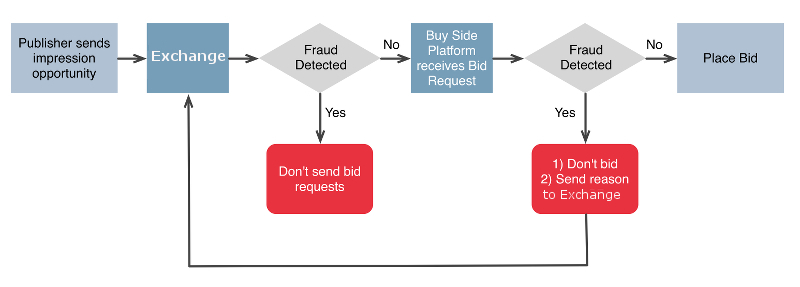 Publisher sends
impression
opportunity
Exchange
Fraud
Detected
No
Yes
Don't send bid
requests
Buy Side
Platform
receives Bid
Request
Fraud
Detected
No
Yes
1) Don't bid
2) Send reason
to Exchange
Place Bid